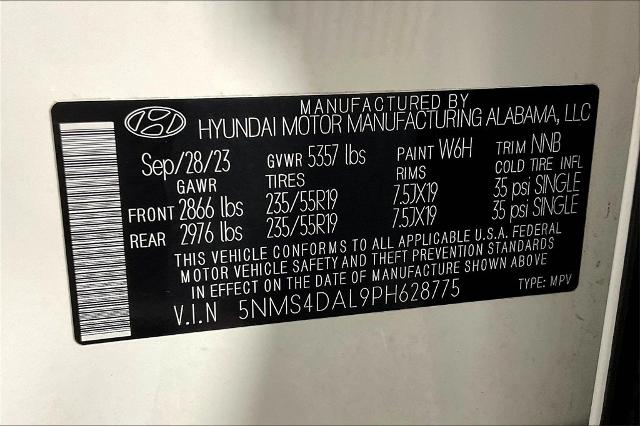 MANUFACTURED BY
HYUNDAI MOTOR MANUFACTURING ALABAMA, LLC
Sep/28/23 GVWR 5357 lbs PAINT W6H TRIM NNB
GAWR TIRES RIMS COLD TIRE INFL
FRONT 2866 lbs 235/55R19 7.5JX19 35 psi SINGLE
REAR 2976 lbs 235/55R19 7.5JX19 35 psi SINGLE
THIS VEHICLE CONFORMS TO ALL APPLICABLE U.S.A. FEDERAL
MOTOR VEHICLE SAFETY AND THEFT PREVENTION STANDARDS
IN EFFECT ON THE DATE OF MANUFACTURE SHOWN ABOVE
V.I.N 5NMS4DAL9PH628775 TYPE: MPV